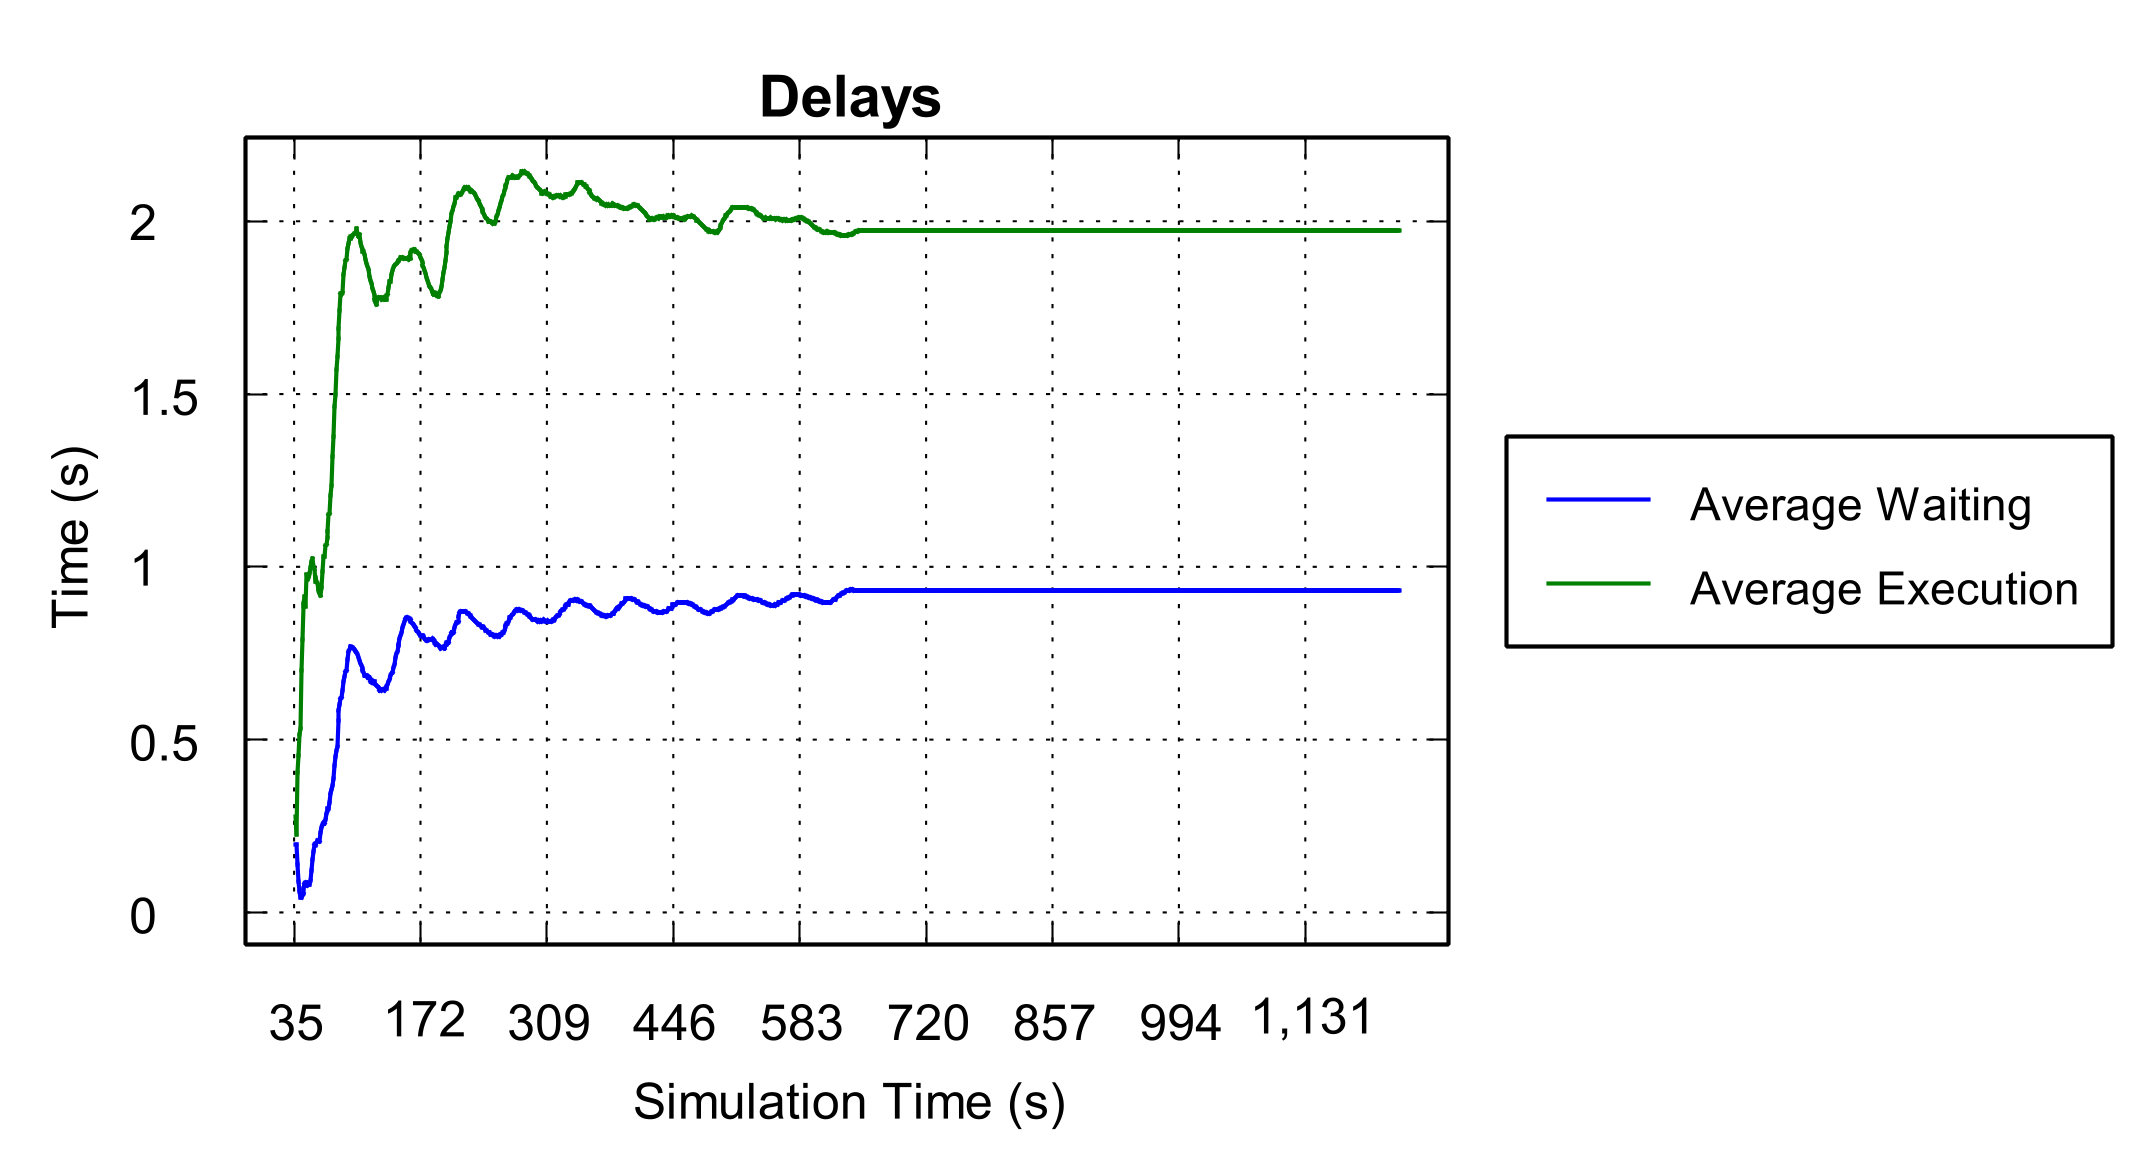 Delays
2
1.5
1
0.5
0
Time (s)
35 172 309 446 583 720 857 994 1,131
Simulation Time (s)
Average Waiting
Average Execution